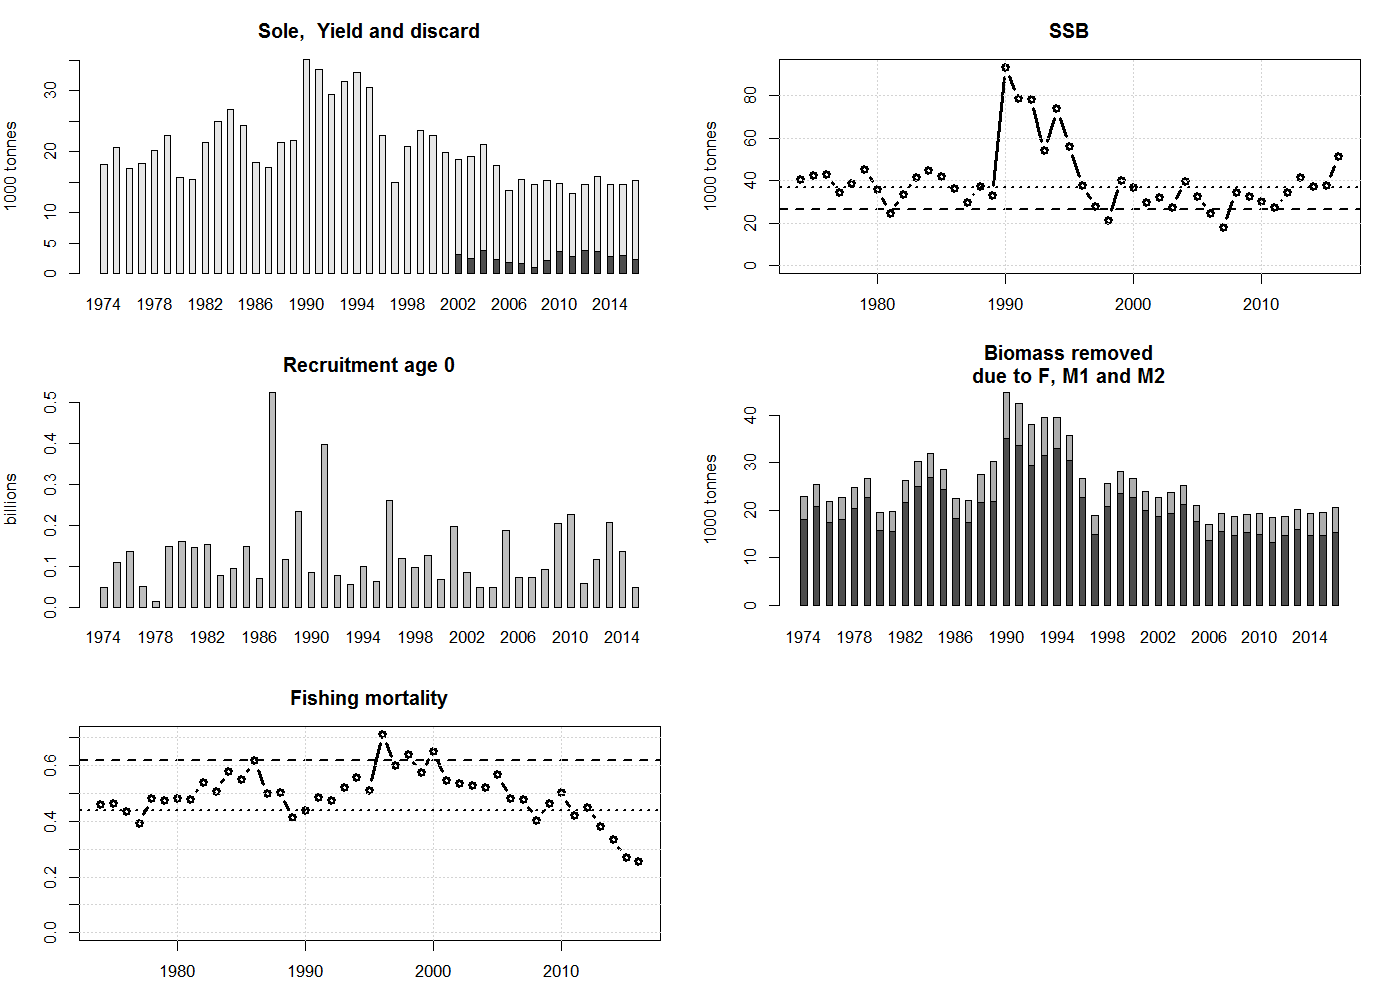 Sole,  Yield and discard
1000 tonnes
0 5 10 20 30
1974 1978 1982 1986 1990 1994 1998 2002 2006 2010 2014
SSB
1000 tonnes
0 20 40 60 80
1980 1990 2000 2010
Recruitment age 0
billions
0.0 0.1 0.2 0.3 0.4 0.5
1974 1978 1982 1986 1990 1994 1998 2002 2006 2010 2014
Biomass removed
due to F, M1 and M2
1000 tonnes
0 10 20 30 40
1974 1978 1982 1986 1990 1994 1998 2002 2006 2010 2014
Fishing mortality
0.0 0.2 0.4 0.6
1980 1990 2000 2010